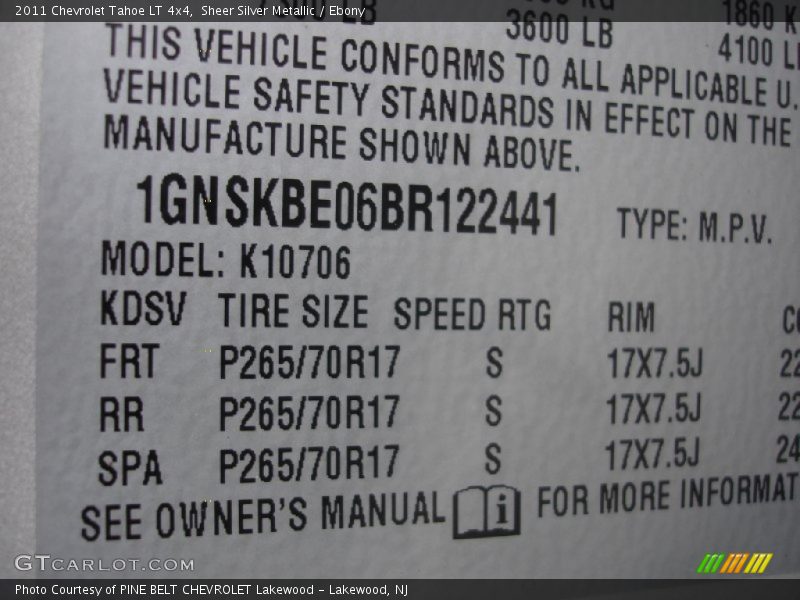 2011 Chevrolet Tahoe LT 4x4, Sheer Silver Metallic / Ebony
3600 LB
4100
THIS VEHICLE CONFORMS TO ALL APPLICABLE U.
VEHICLE SAFETY STANDARDS IN EFFECT ON THE
MANUFACTURE SHOWN ABOVE.
1GNSKBE06BR122441 TYPE: M.P.V.
MODEL: K10706
KDSV TIRE SIZE SPEED RTG RIM
FRT P265/70R17 S 17X7.5J
RR P265/70R17 S 17X7.5J
SPA P265/70R17 S 17X7.5J
SEE OWNER'S MANUAL i FOR MORE INFORMAT
GTCARLOT.COM
Photo Courtesy of PINE BELT CHEVROLET Lakewood – Lakewood, NJ